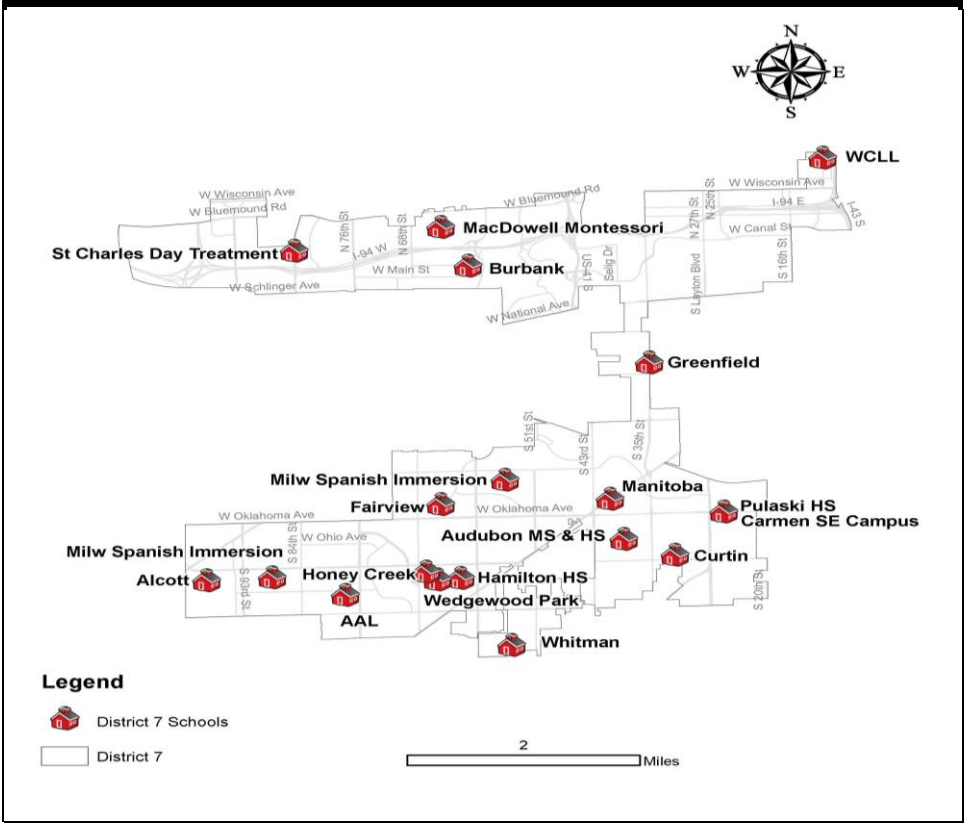 N
W
E
S
WCLL
W Wisconsin Ave
W Wisconsin Ave
W Bluemound Rd
W Bluemound Rd
N 25th St
I-94 E
I-43 S
N 76th St
N 68th St
MacDowell Montessori
N 27th St
W Canal St
St Charles Day Treatment
I-94 W
W Main St
Burbank
US-41 S
Selig Dr
S Layton Blvd
S 16th St
W Schlinger Ave
W National Ave
Greenfield
S 51st St
S 43rd St
S 35th St
Milw Spanish Immersion
Manitoba
Fairview
W Oklahoma Ave
W Oklahoma Ave
Pulaski HS
Carmen SE Campus
S 84th St
W Ohio Ave
Audubon MS & HS
Milw Spanish Immersion
Curtin
Alcott
S 93rd St
Honey Creek
Hamilton HS
S 20th St
Wedgewood Park
AAL
Whitman
Legend
District 7 Schools
District 7
2
Miles